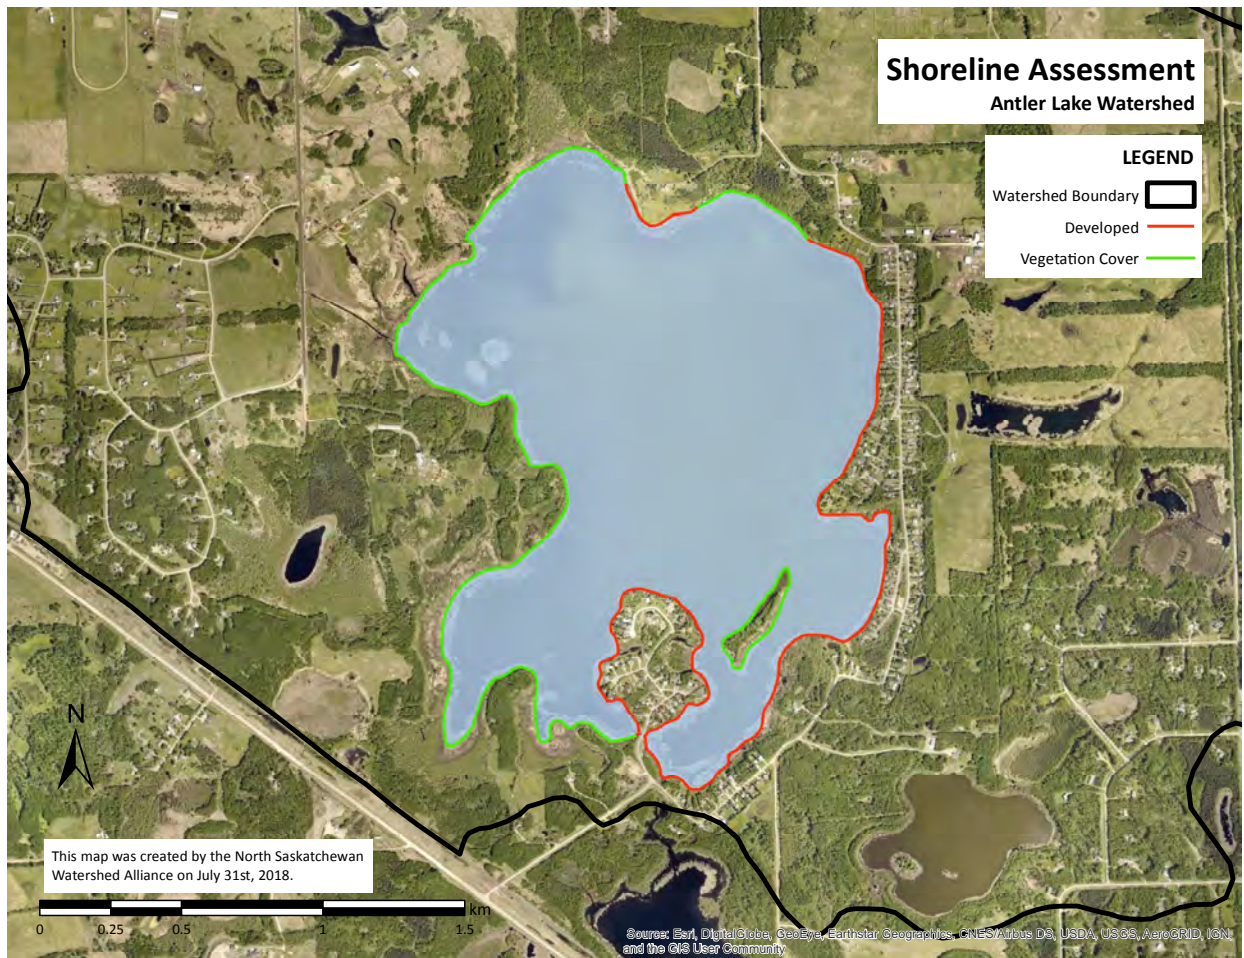 Shoreline Assessment
Antler Lake Watershed
LEGEND
Watershed Boundary
Developed
Vegetation Cover
N
This map was created by the North Saskatchewan
Watershed Alliance on July 31st, 2018.
km
0 0.25 0.5 1 1.5
Source: Esri, DigitalGlobe, GeoEye, Earthstar Geographics, CNES/Airbus DS, USDA, USGS, AeroGRID, IGN,
and the GIS User Community